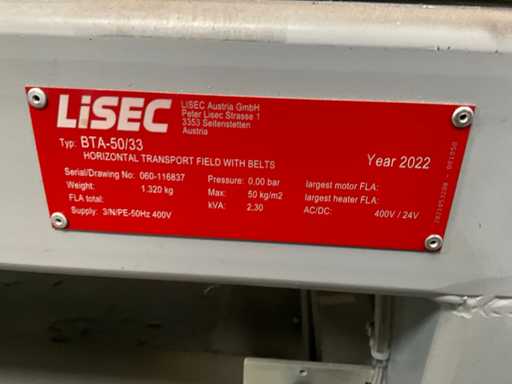 LiSEC
LiSEC Austria GmbH
Peter Lisec Strasse 1
3353 Seitenstetten
Austria
Typ: BTA-50/33
HORIZONTAL TRANSPORT FIELD WITH BELTS
Year 2022
Serial/Drawing No: 060-116837
Weight: 1.320 kg
FLA total:
Supply: 3/N/PE-50Hz 400V
Pressure: 0,00 bar
Max: 50 kg/m2
kVA: 2,30
largest motor FLA:
largest heater FLA:
AC/DC: 400V / 24V